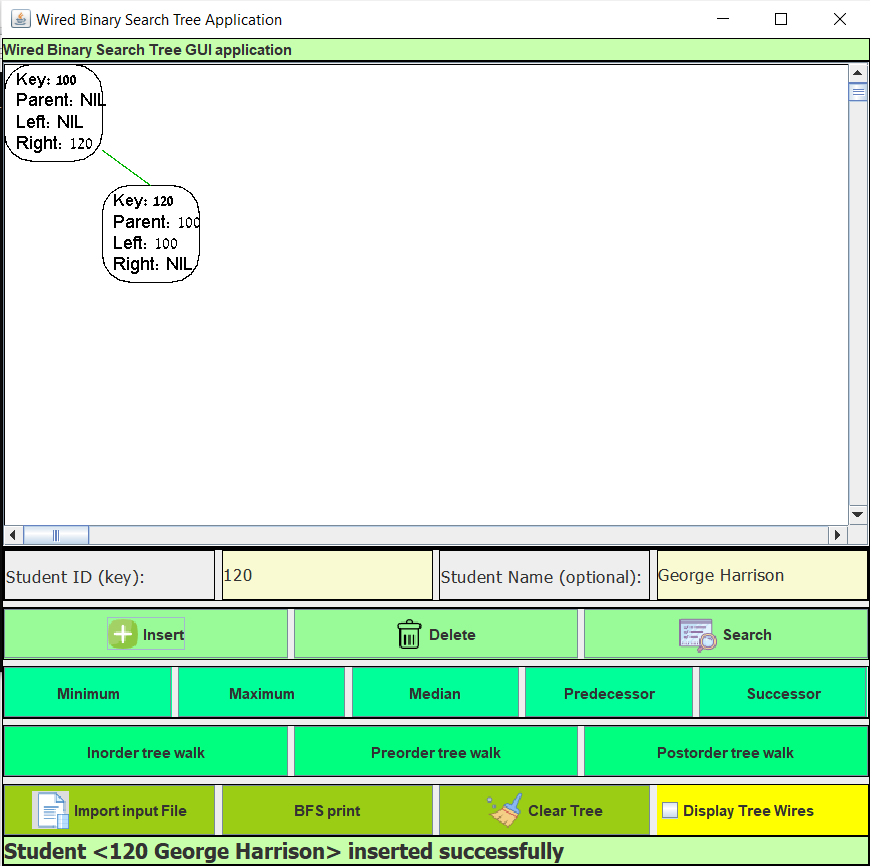 Wired Binary Search Tree Application
Wired Binary Search Tree GUI application
Key: 100
Parent: NIL
Left: NIL
Right: 120
Key: 120
Parent: 100
Left: 100
Right: NIL
Student ID (key): 120 Student Name (optional): George Harrison
Insert Delete Search
Minimum Maximum Median Predecessor Successor
Inorder tree walk Preorder tree walk Postorder tree walk
Import input File BFS print Clear Tree Display Tree Wires
Student <120 George Harrison> inserted successfully